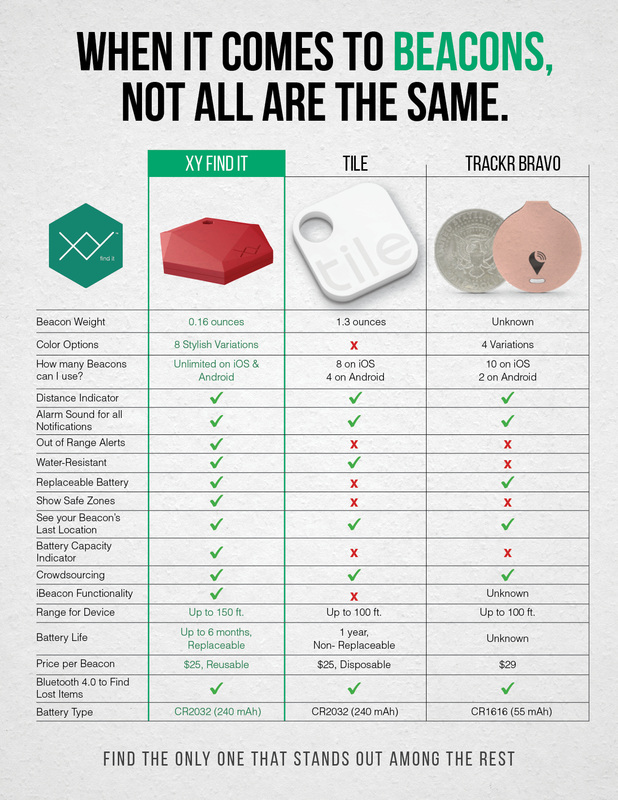 WHEN IT COMES TO BEACONS,
NOT ALL ARE THE SAME.
XY FIND IT TILE TRACKR BRAVO
XY find it
tile
Beacon Weight 0.16 ounces 1.3 ounces Unknown
Color Options 8 Stylish Variations x 4 Variations
How many Beacons can I use? Unlimited on iOS & Android 8 on iOS 4 on Android 10 on iOS 2 on Android
Distance Indicator ✓ ✓ ✓
Alarm Sound for all Notifications ✓ ✓ ✓
Out of Range Alerts ✓ x x
Water-Resistant ✓ ✓ x
Replaceable Battery ✓ x ✓
Show Safe Zones ✓ x x
See your Beacon's Last Location ✓ ✓ ✓
Battery Capacity Indicator ✓ x x
Crowdsourcing ✓ ✓ ✓
iBeacon Functionality ✓ x Unknown
Range for Device Up to 150 ft. Up to 100 ft. Up to 100 ft.
Battery Life Up to 6 months, Replaceable 1 year, Non- Replaceable Unknown
Price per Beacon $25, Reusable $25, Disposable $29
Bluetooth 4.0 to Find Lost Items ✓ ✓ ✓
Battery Type CR2032 (240 mAh) CR2032 (240 mAh) CR1616 (55 mAh)
FIND THE ONLY ONE THAT STANDS OUT AMONG THE REST